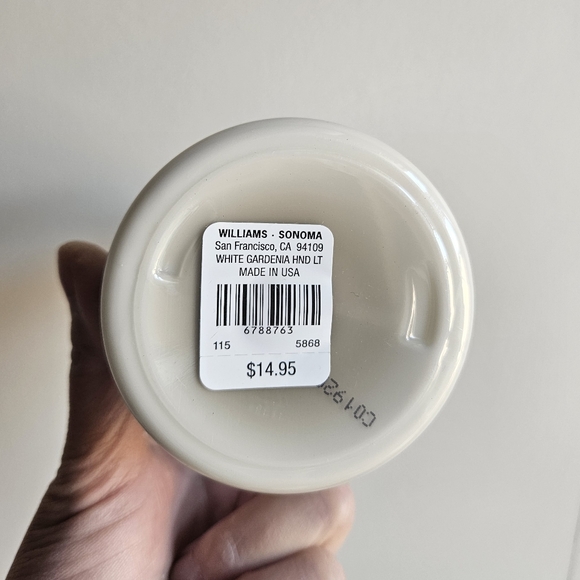 WILLIAMS · SONOMA
San Francisco, CA 94109
WHITE GARDENIA HND LT
MADE IN USA
6788763
115 5868
$14.95